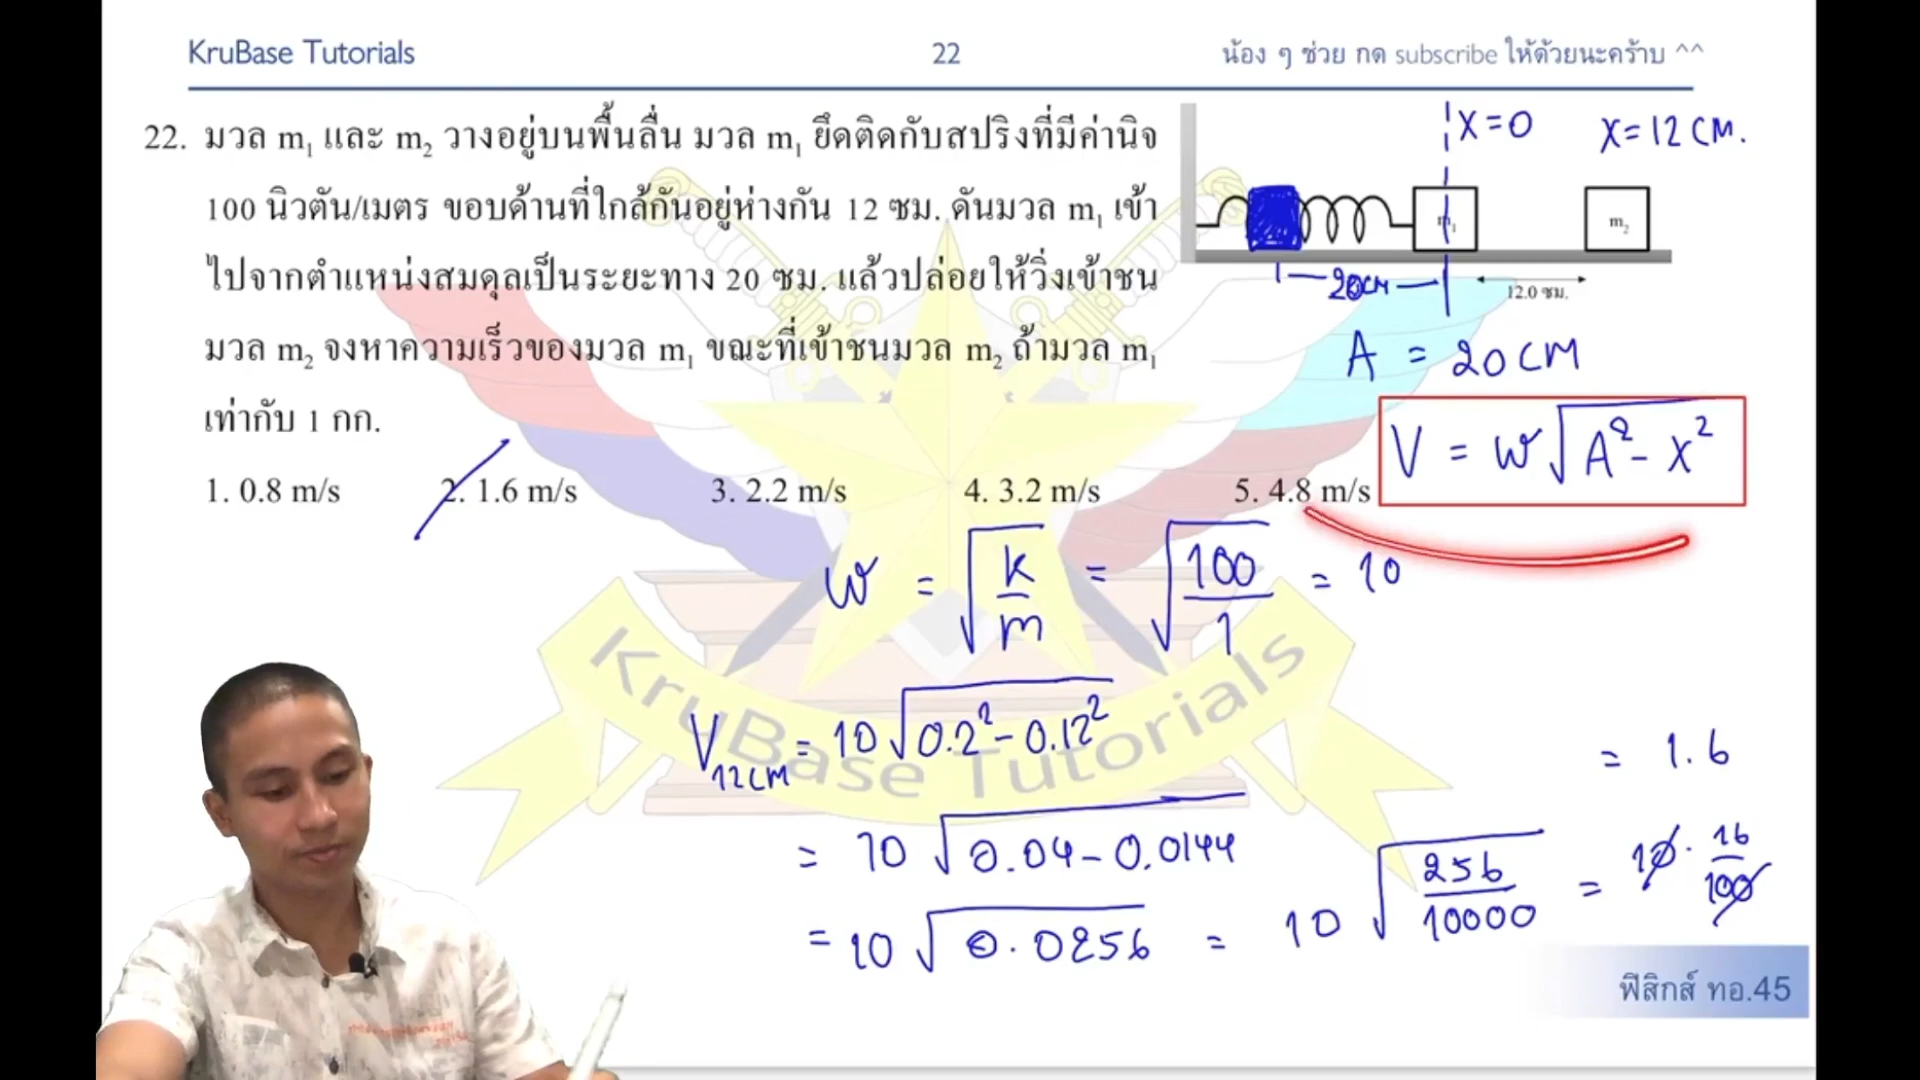 KruBase Tutorials
22
น้อง ๆ ช่วย กด subscribe ให้ด้วยนะคร้าบ ^^
22. มวล m₁ และ m₂ วางอยู่บนพื้นลื่น มวล m₁ ยึดติดกับสปริงที่มีค่านิจ
100 นิวตัน/เมตร ขอบด้านที่ใกล้กันอยู่ห่างกัน 12 ซม. ดันมวล m₁ เข้า
ไปจากตำแหน่งสมดุลเป็นระยะทาง 20 ซม. แล้วปล่อยให้วิ่งเข้าชน
มวล m₂ จงหาความเร็วของมวล m₁ ขณะที่เข้าชนมวล m₂ ถ้ามวล m₁
เท่ากับ 1 กก.
X=0
X=12 CM.
m₁
m₂
20cm
12.0 ซม.
A = 20 CM
V = W√A²-X²
1. 0.8 m/s
2. 1.6 m/s
3. 2.2 m/s
4. 3.2 m/s
5. 4.8 m/s
W = √k/m = √100/1 = 10
V12CM = 10√0.2²-0.12²
= 10√0.04-0.0144
= 10√0.0256 = 10√256/10000 = 10·16/100
= 1.6
KruBase Tutorials
ฟิสิกส์ ทอ.45